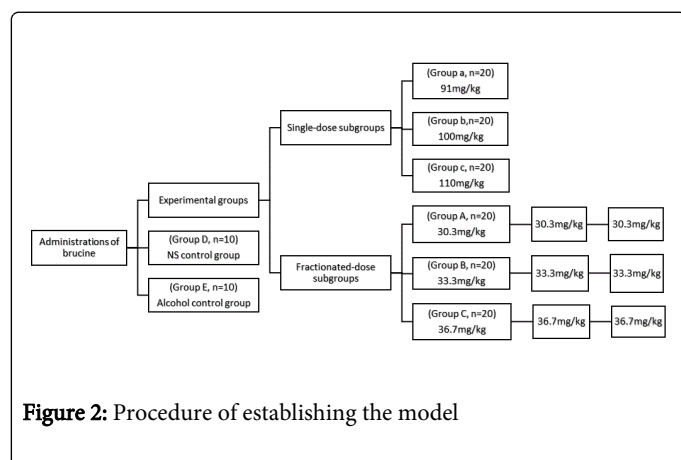 (Group a, n=20)
91mg/kg
Single-dose subgroups
(Group b,n=20)
100mg/kg
(Group c, n=20)
110mg/kg
Experimental groups
Administrations of
brucine
(Group D, n=10)
NS control group
(Group E, n=10)
Alcohol control group
Fractionated-dose
subgroups
(Group A, n=20)
30.3mg/kg
30.3mg/kg
30.3mg/kg
(Group B, n=20)
33.3mg/kg
33.3mg/kg
33.3mg/kg
(Group C, n=20)
36.7mg/kg
36.7mg/kg
36.7mg/kg
Figure 2: Procedure of establishing the model